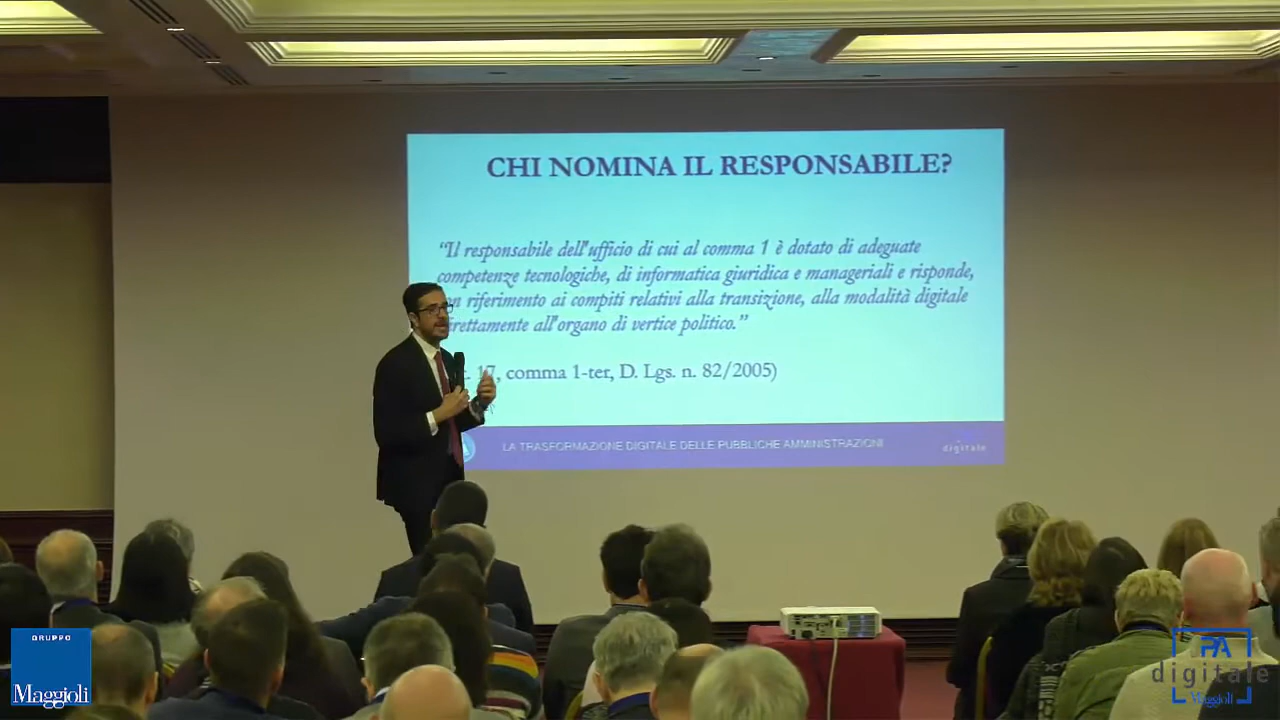 CHI NOMINA IL RESPONSABILE?
“Il responsabile dell'ufficio di cui al comma 1 è dotato di adeguate
competenze tecnologiche, di informatica giuridica e manageriali e risponde,
riferimento ai compiti relativi alla transizione, alla modalità digitale
all'organo di vertice politico.”
17, comma 1-ter, D. Lgs. n. 82/2005)
LA TRASFORMAZIONE DIGITALE DELLE PUBBLICHE AMMINISTRAZIONI
digitale
GRUPPO
Maggioli
PA
digitale
Maggioli